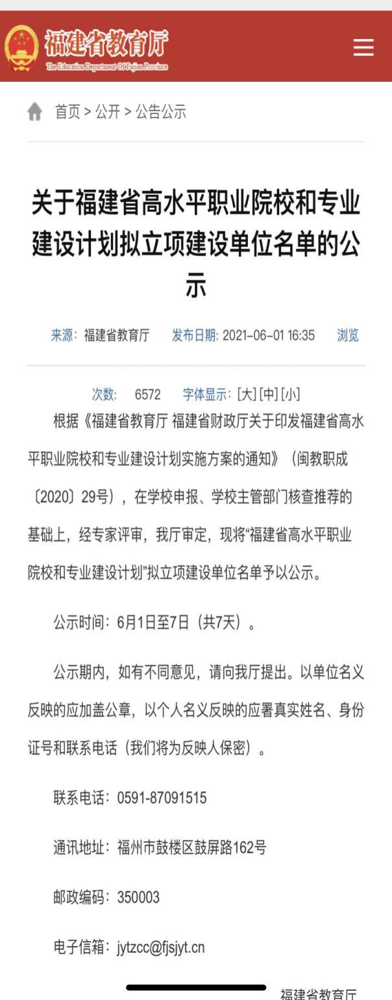 福建省教育厅
The Education Department Of Fujian Province
首页 > 公开 > 公告公示
关于福建省高水平职业院校和专业
建设计划拟立项建设单位名单的公
示
来源：福建省教育厅 发布日期: 2021-06-01 16:35 浏览
次数: 6572 字体显示：[大] [中] [小]
根据《福建省教育厅 福建省财政厅关于印发福建省高水
平职业院校和专业建设计划实施方案的通知》（闽教职成
〔2020〕29号），在学校申报、学校主管部门核查推荐的
基础上，经专家评审，我厅审定，现将“福建省高水平职业
院校和专业建设计划”拟立项建设单位名单予以公示。
公示时间：6月1日至7日（共7天）。
公示期内，如有不同意见，请向我厅提出。以单位名义
反映的应加盖公章，以个人名义反映的应署真实姓名、身份
证号和联系电话（我们将为反映人保密）。
联系电话：0591-87091515
通讯地址：福州市鼓楼区鼓屏路162号
邮政编码：350003
电子信箱：jytzcc@fjsjyt.cn
福建省教育厅